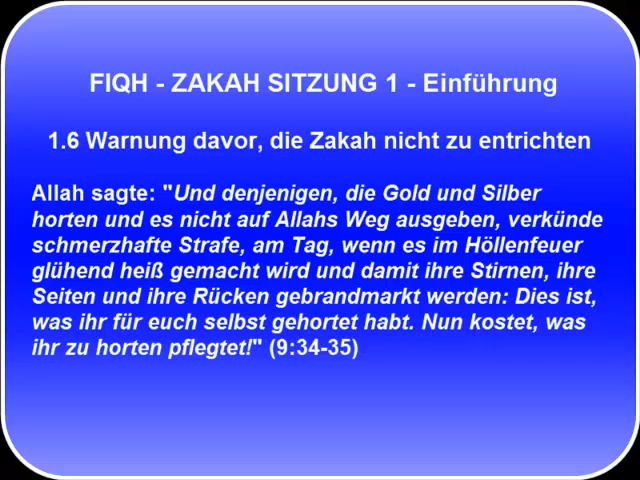 FIQH - ZAKAH SITZUNG 1 - Einführung
1.6 Warnung davor, die Zakah nicht zu entrichten
Allah sagte: "Und denjenigen, die Gold und Silber
horten und es nicht auf Allahs Weg ausgeben, verkünde
schmerzhafte Strafe, am Tag, wenn es im Höllenfeuer
glühend heiß gemacht wird und damit ihre Stirnen, ihre
Seiten und ihre Rücken gebrandmarkt werden: Dies ist,
was ihr für euch selbst gehortet habt. Nun kostet, was
ihr zu horten pflegtet!" (9:34-35)